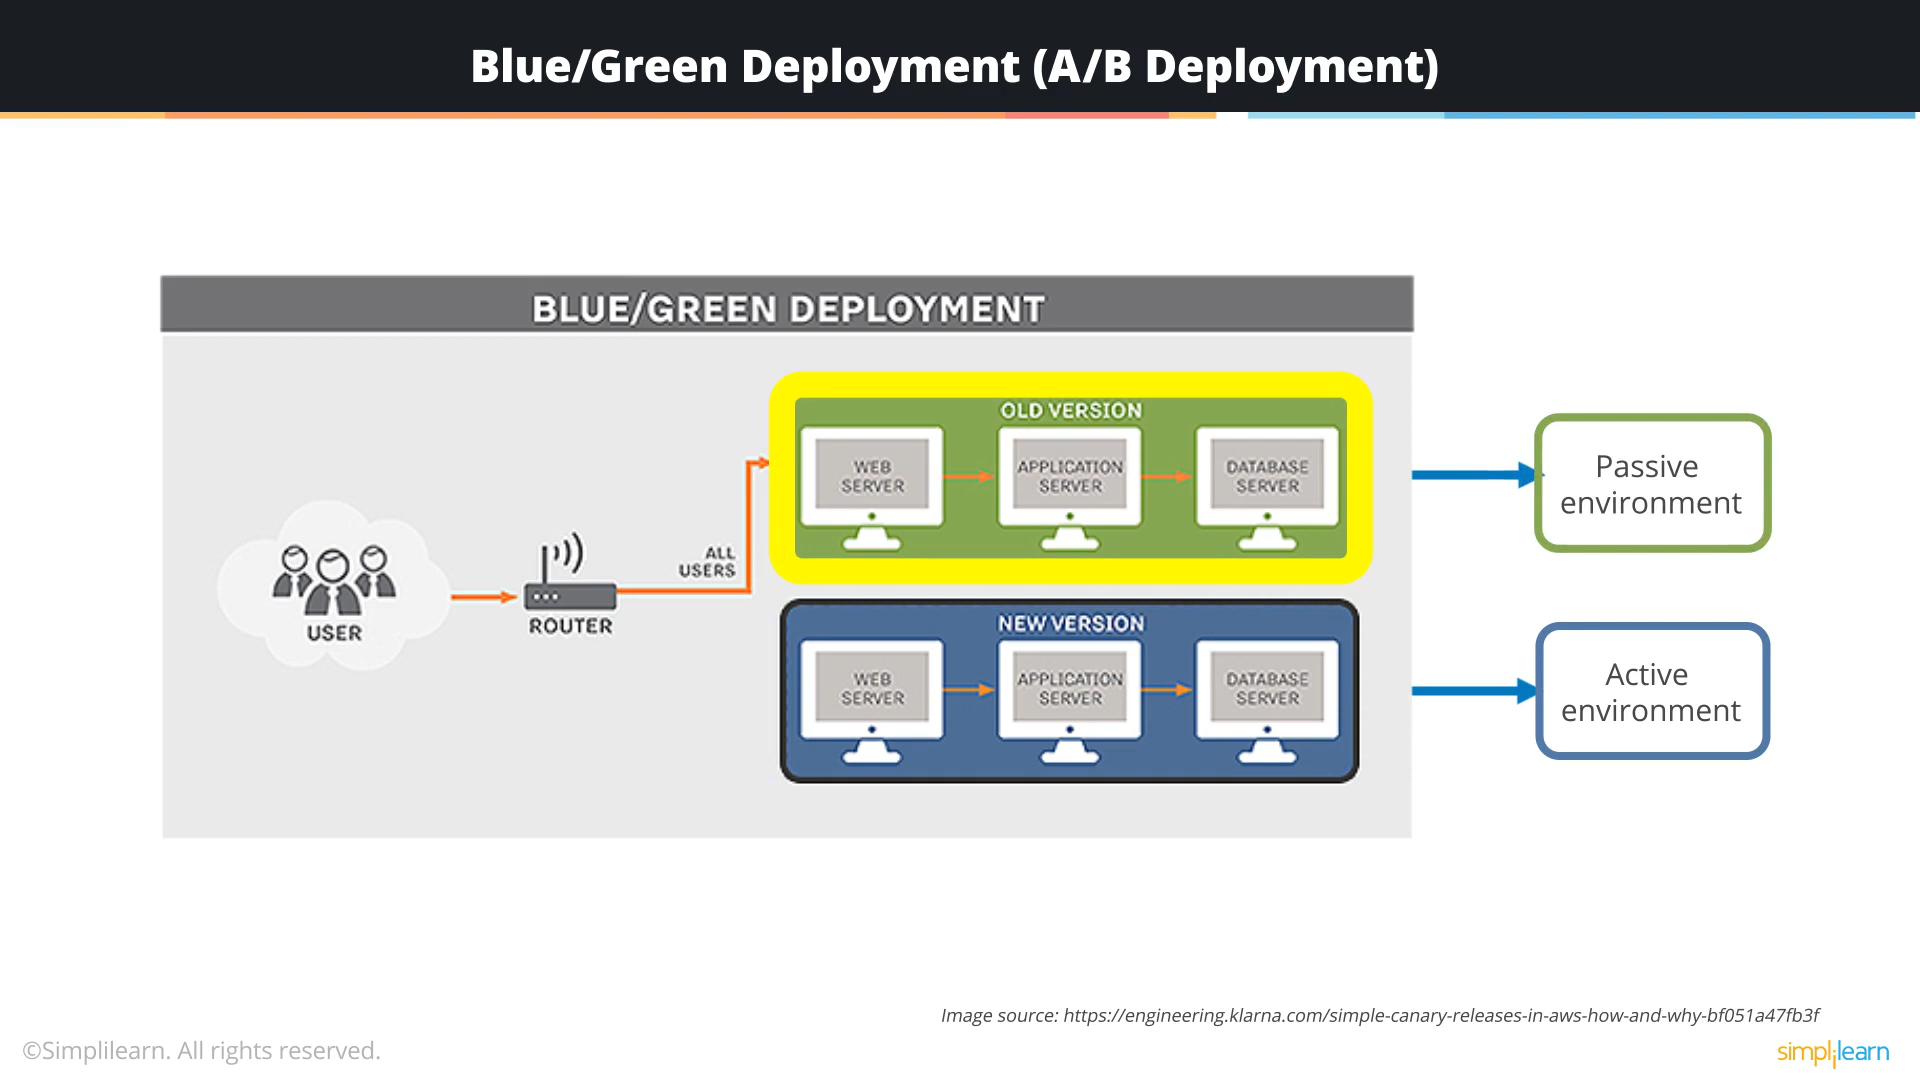 Blue/Green Deployment (A/B Deployment)
BLUE/GREEN DEPLOYMENT
OLD VERSION
WEB
SERVER
APPLICATION
SERVER
DATABASE
SERVER
Passive
environment
ALL
USERS
USER
ROUTER
NEW VERSION
WEB
SERVER
APPLICATION
SERVER
DATABASE
SERVER
Active
environment
Image source: https://engineering.klarna.com/simple-canary-releases-in-aws-how-and-why-bf051a47fb3f
©Simplilearn. All rights reserved.
simplilearn